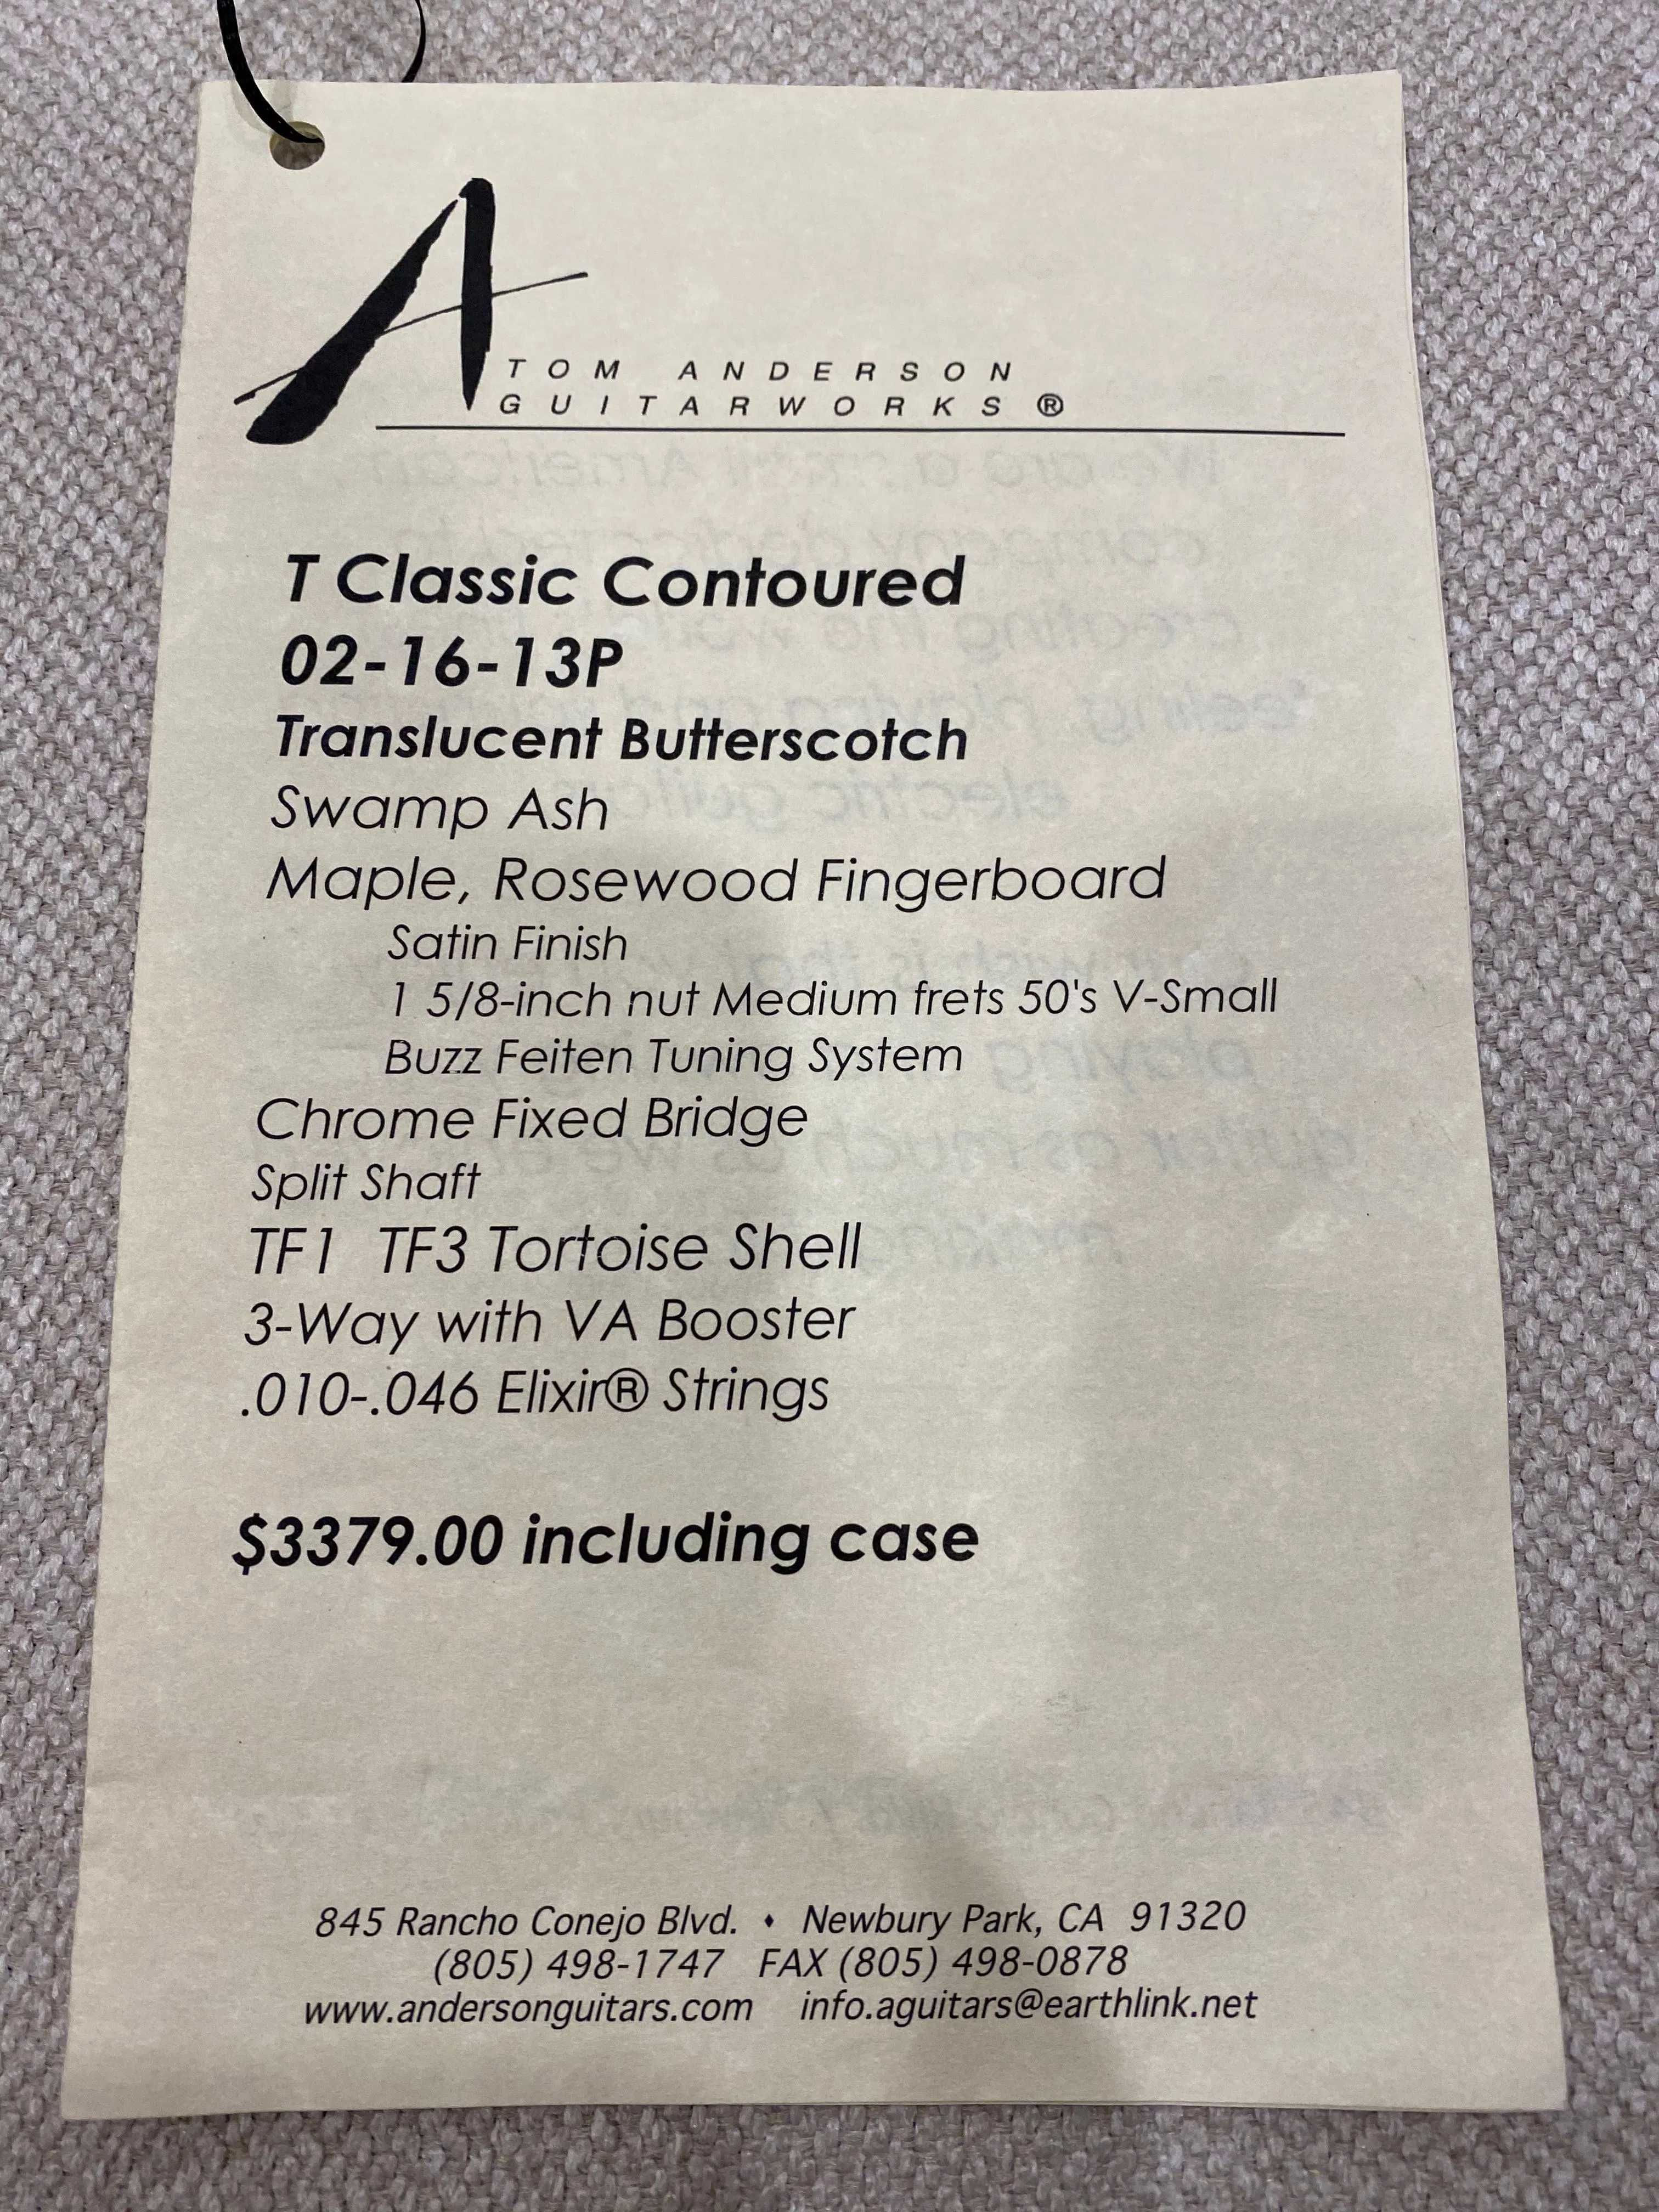 TOM ANDERSON
GUITARWORKS ®
T Classic Contoured
02-16-13P
Translucent Butterscotch
Swamp Ash
Maple, Rosewood Fingerboard
Satin Finish
1 5/8-inch nut Medium frets 50's V-Small
Buzz Feiten Tuning System
Chrome Fixed Bridge
Split Shaft
TF1 TF3 Tortoise Shell
3-Way with VA Booster
.010-.046 Elixir® Strings
$3379.00 including case
845 Rancho Conejo Blvd. ♦ Newbury Park, CA 91320
(805) 498-1747 FAX (805) 498-0878
www.andersonguitars.com info.aguitars@earthlink.net